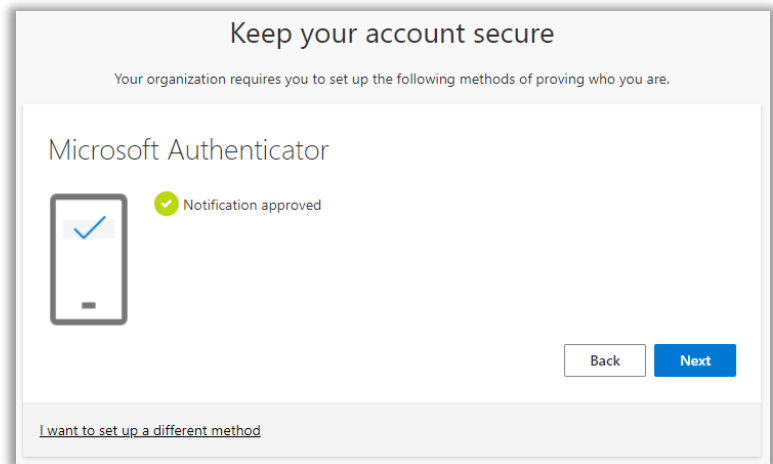 Keep your account secure
Your organization requires you to set up the following methods of proving who you are.
Microsoft Authenticator
Notification approved
Back
Next
I want to set up a different method